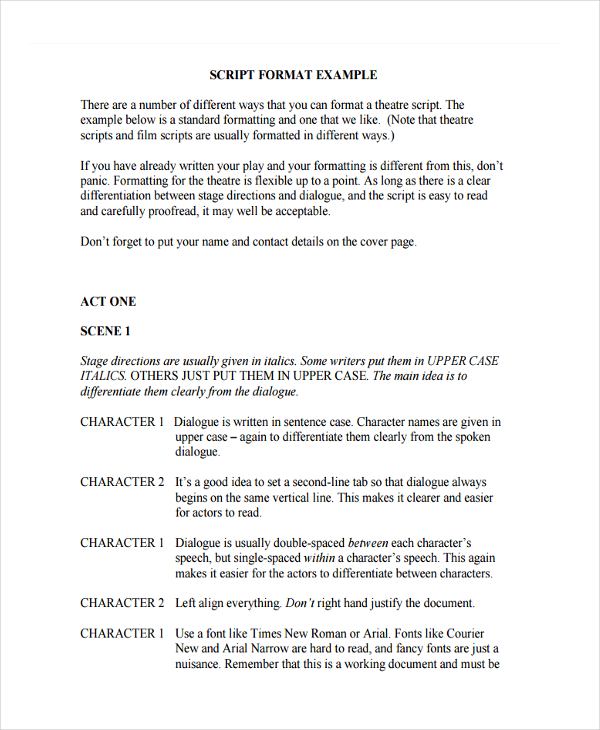 SCRIPT FORMAT EXAMPLE
There are a number of different ways that you can format a theatre script. The
example below is a standard formatting and one that we like.  (Note that theatre
scripts and film scripts are usually formatted in different ways.)
If you have already written your play and your formatting is different from this, don’t
panic. Formatting for the theatre is flexible up to a point. As long as there is a clear
differentiation between stage directions and dialogue, and the script is easy to read
and carefully proofread, it may well be acceptable.
Don’t forget to put your name and contact details on the cover page.
ACT ONE
SCENE 1
Stage directions are usually given in italics. Some writers put them in UPPER CASE
ITALICS. OTHERS JUST PUT THEM IN UPPER CASE. The main idea is to
differentiate them clearly from the dialogue.
CHARACTER 1 Dialogue is written in sentence case. Character names are given in
upper case – again to differentiate them clearly from the spoken
dialogue.
CHARACTER 2 It’s a good idea to set a second-line tab so that dialogue always
begins on the same vertical line. This makes it clearer and easier
for actors to read.
CHARACTER 1 Dialogue is usually double-spaced between each character’s
speech, but single-spaced within a character’s speech. This again
makes it easier for the actors to differentiate between characters.
CHARACTER 2 Left align everything. Don’t right hand justify the document.
CHARACTER 1 Use a font like Times New Roman or Arial. Fonts like Courier
New and Arial Narrow are hard to read, and fancy fonts are just a
nuisance. Remember that this is a working document and must be